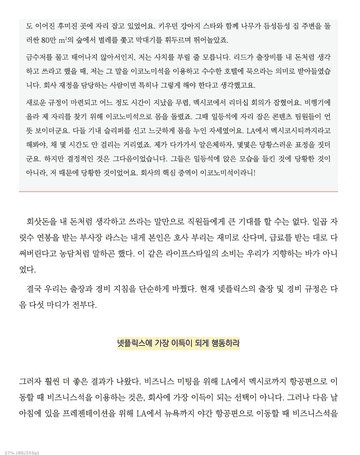 도 이어진 후미진 곳에 자리 잡고 있었어요. 키우던 강아지 스타와 함께 나무가 듬성듬성 집 주변을 둘
러싼 80만 m²의 숲에서 벌레를 쫓고 막대기를 휘두르며 뛰어놀았죠.
금수저를 물고 태어나지 않아서인지, 저는 사치를 부릴 줄 모릅니다. 리드가 출장비를 내 돈처럼 생각
하고 쓰라고 했을 때, 저는 그 말을 이코노미석을 이용하고 수수한 호텔에 묵으라는 의미로 받아들였습
니다. 회사 재정을 담당하는 사람이면 특히나 그렇게 해야 한다고 생각했고요.
새로운 규정이 마련되고 어느 정도 시간이 지났을 무렵, 멕시코에서 리더십 회의가 잡혔어요. 비행기에
올라 제 자리를 찾기 위해 이코노미석으로 몸을 돌렸죠. 그때 일등석에 자리 잡은 콘텐츠 팀원들이 언
뜻 보이더군요. 다들 기내 슬리퍼를 신고 느긋하게 몸을 누인 자세였어요. LA에서 멕시코시티까지라고
해봐야, 채 몇 시간도 안 걸리는 거리였죠. 제가 다가가서 알은체하자, 몇몇은 당황스러운 표정을 짓더
군요. 하지만 결정적인 것은 그다음이었습니다. 그들은 일등석에 앉은 모습을 들킨 것에 당황한 것이
아니라, 저 때문에 당황한 것이었어요. 회사의 핵심 중역이 이코노미석이라니!
회삿돈을 내 돈처럼 생각하고 쓰라는 말만으로 직원들에게 큰 기대를 할 수는 없다. 일곱 자
릿수 연봉을 받는 부사장 라스는 내게 본인은 호사 부리는 재미로 산다며, 급료를 받는 대로 다
써버린다고 농담처럼 말하곤 했다. 이 같은 라이프스타일의 소비는 우리가 지향하는 바가 아니
었다.
결국 우리는 출장과 경비 지침을 단순하게 바꿨다. 현재 넷플릭스의 출장 및 경비 규정은 다
음 다섯 마디가 전부다.
넷플릭스에 가장 이득이 되게 행동하라
그러자 훨씬 더 좋은 결과가 나왔다. 비즈니스 미팅을 위해 LA에서 멕시코까지 항공편으로 이
동할 때 비즈니스석을 이용하는 것은, 회사에 가장 이득이 되는 선택이 아니다. 그러나 다음 날
아침에 있을 프레젠테이션을 위해 LA에서 뉴욕까지 야간 항공편으로 이동할 때 비즈니스석을